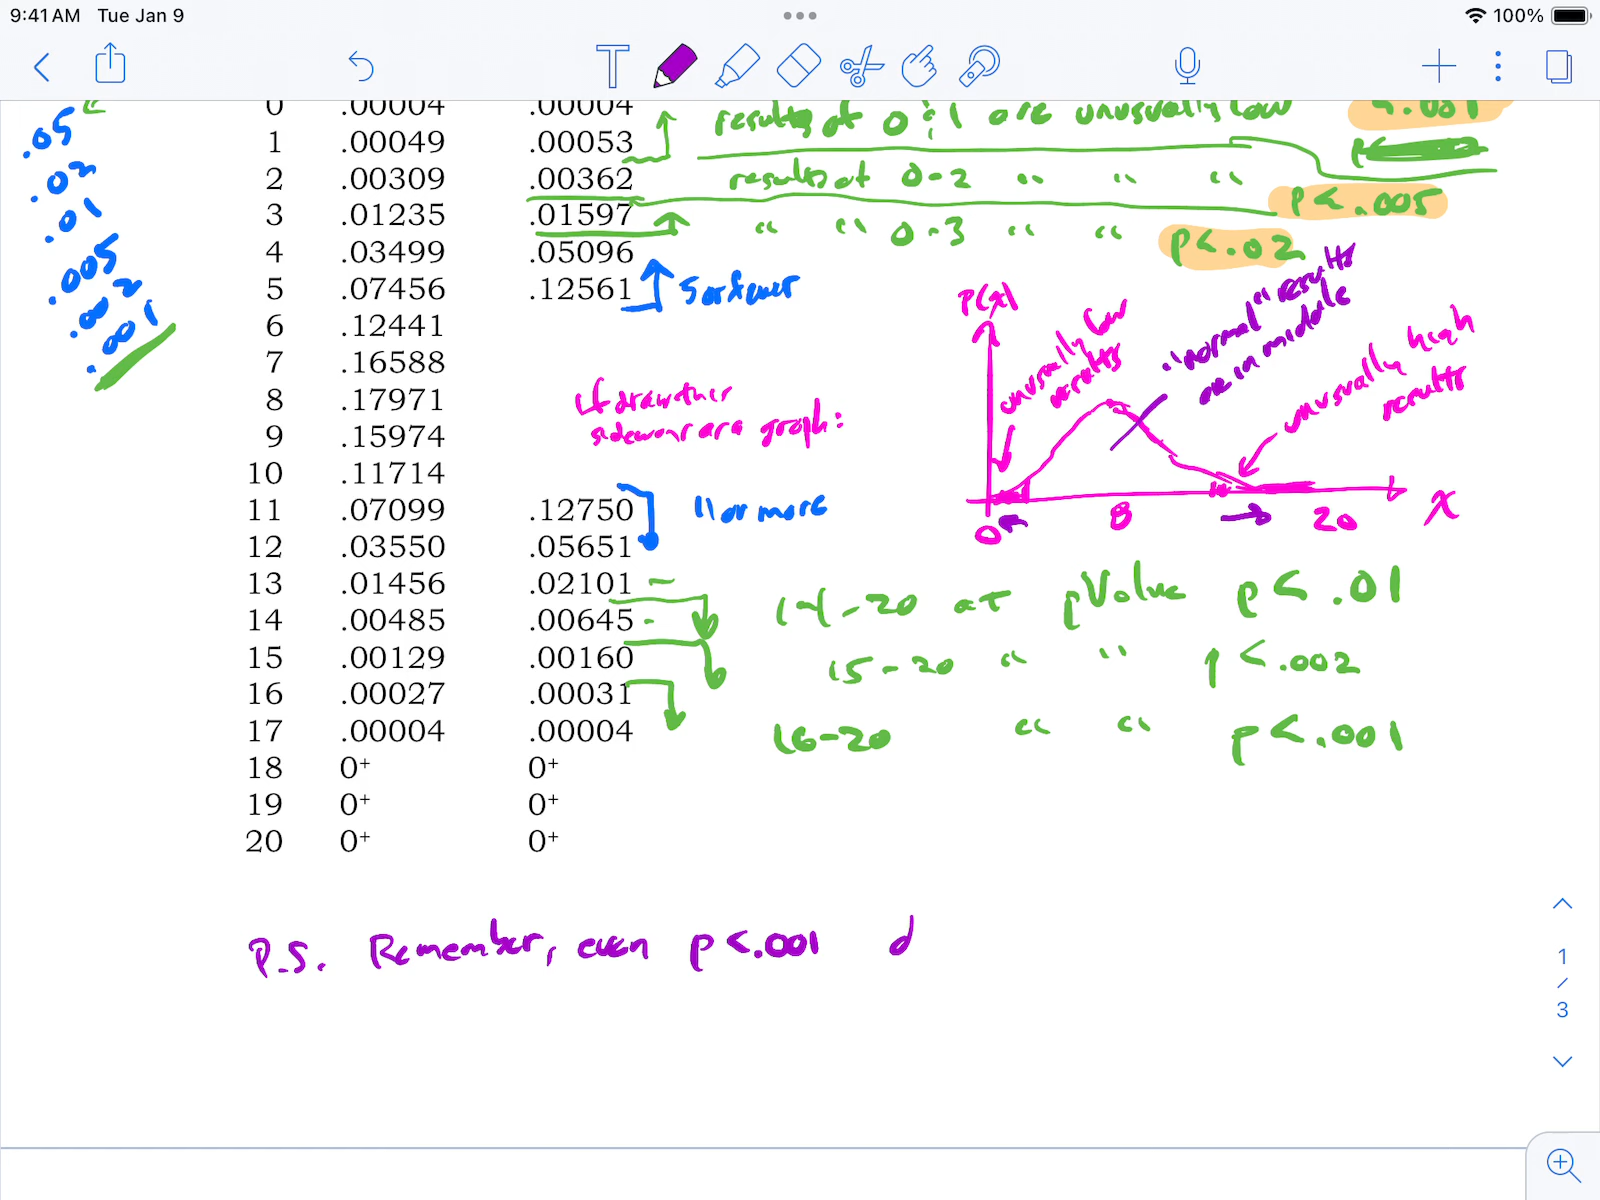 9:41 AM Tue Jan 9
100%
T
0 .00004 .00004
1 .00049 .00053
2 .00309 .00362
3 .01235 .01597
4 .03499 .05096
5 .07456 .12561
6 .12441
7 .16588
8 .17971
9 .15974
10 .11714
11 .07099 .12750
12 .03550 .05651
13 .01456 .02101
14 .00485 .00645
15 .00129 .00160
16 .00027 .00031
17 .00004 .00004
18 0⁺ 0⁺
19 0⁺ 0⁺
20 0⁺ 0⁺
.05
.02
.01
.005
.002
.001
results of 0 & 1 are unusually low
results of 0-2 " " "
p<.005
" " 0-3 " "
p<.02
5 or fewer
11 or more
If draw this
sideways as a graph:
P(x)
unusually low
results
"normal" results
are in middle
unusually high
results
0 8 20 x
14-20 at pValue p<.01
15-20 " " p<.002
16-20 " " p<.001
P.S. Remember, even p<.001 d
1
/
3